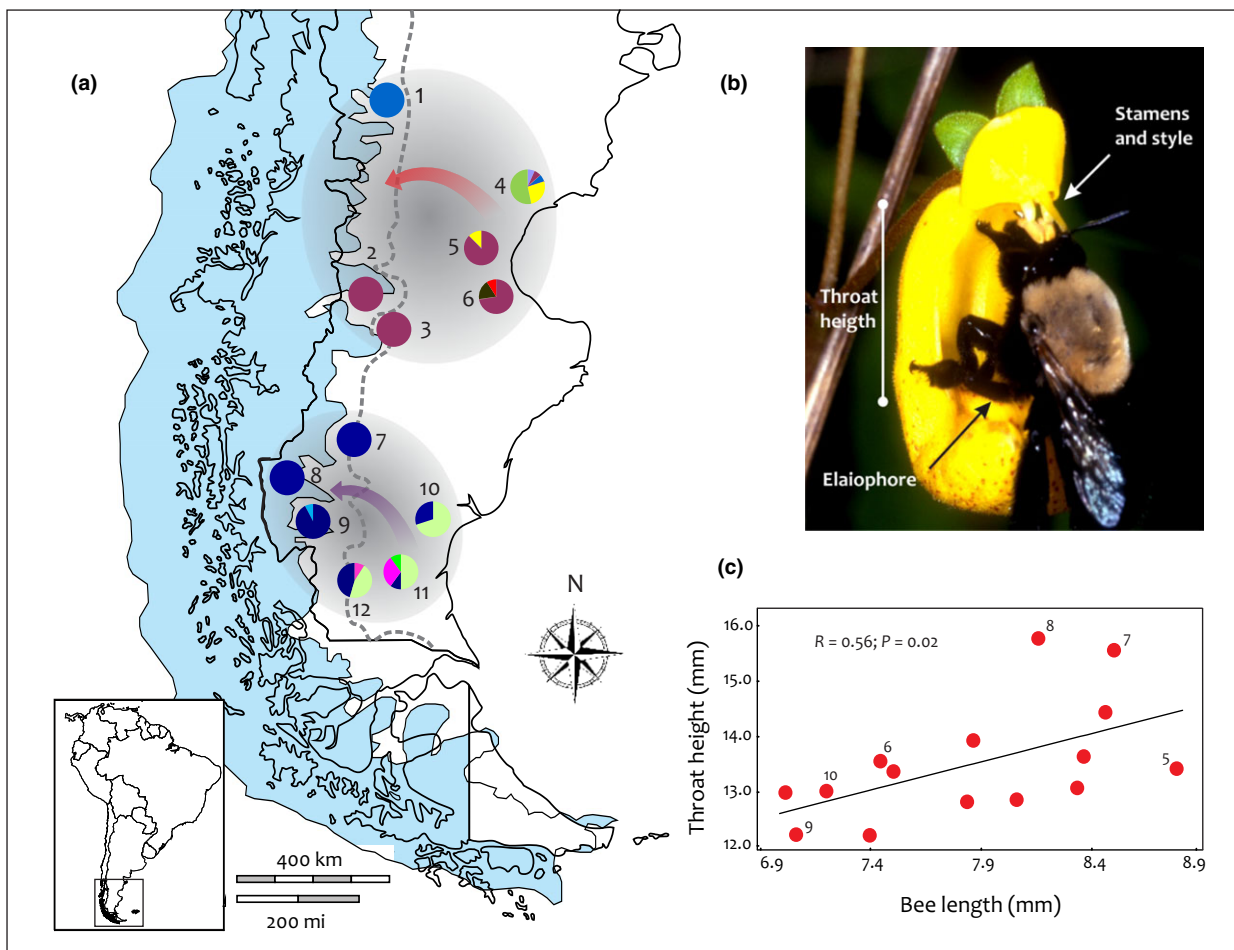 (a)
1
4
5
2
6
3
7
8
10
9
12
11
N
400 km
200 mi
(b)
Stamens
and style
Throat
heigth
Elaiophore
(c)
R = 0.56; P = 0.02
Throat height (mm)
16.0
15.0
14.0
13.0
12.0
8
7
6
5
10
9
6.9
7.4
7.9
8.4
8.9
Bee length (mm)